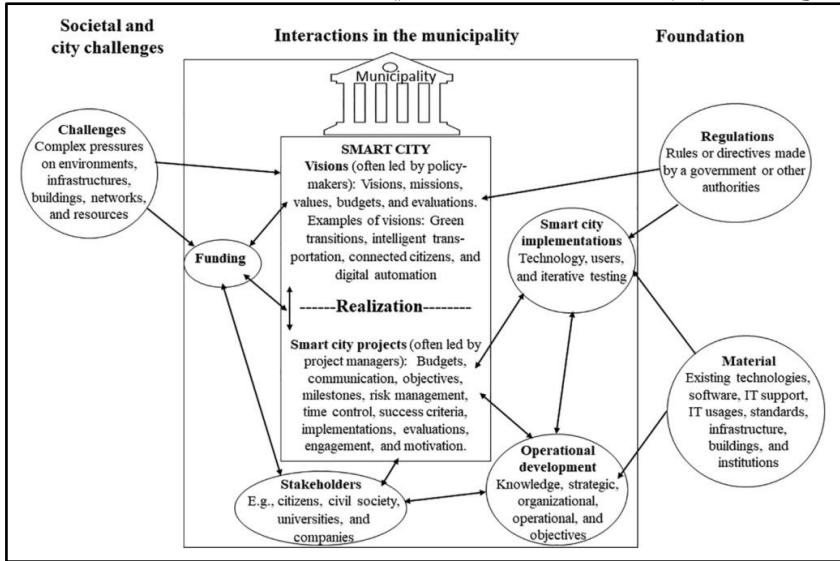 Societal and
city challenges
Interactions in the municipality
Foundation
Municipality
Challenges
Complex pressures
on environments,
infrastructures,
buildings, networks,
and resources
Funding
SMART CITY
Visions (often led by policy-
makers): Visions, missions,
values, budgets, and evaluations.
Examples of visions: Green
transitions, intelligent trans-
portation, connected citizens, and
digital automation
------Realization--------
Smart city projects (often led by
project managers): Budgets,
communication, objectives,
milestones, risk management,
time control, success criteria,
implementations, evaluations,
engagement, and motivation.
Stakeholders
E.g., citizens, civil society,
universities, and
companies
Smart city
implementations
Technology, users,
and iterative testing
Operational
development
Knowledge, strategic,
organizational,
operational, and
objectives
Regulations
Rules or directives made
by a government or other
authorities
Material
Existing technologies,
software, IT support,
IT usages, standards,
infrastructure,
buildings, and
institutions